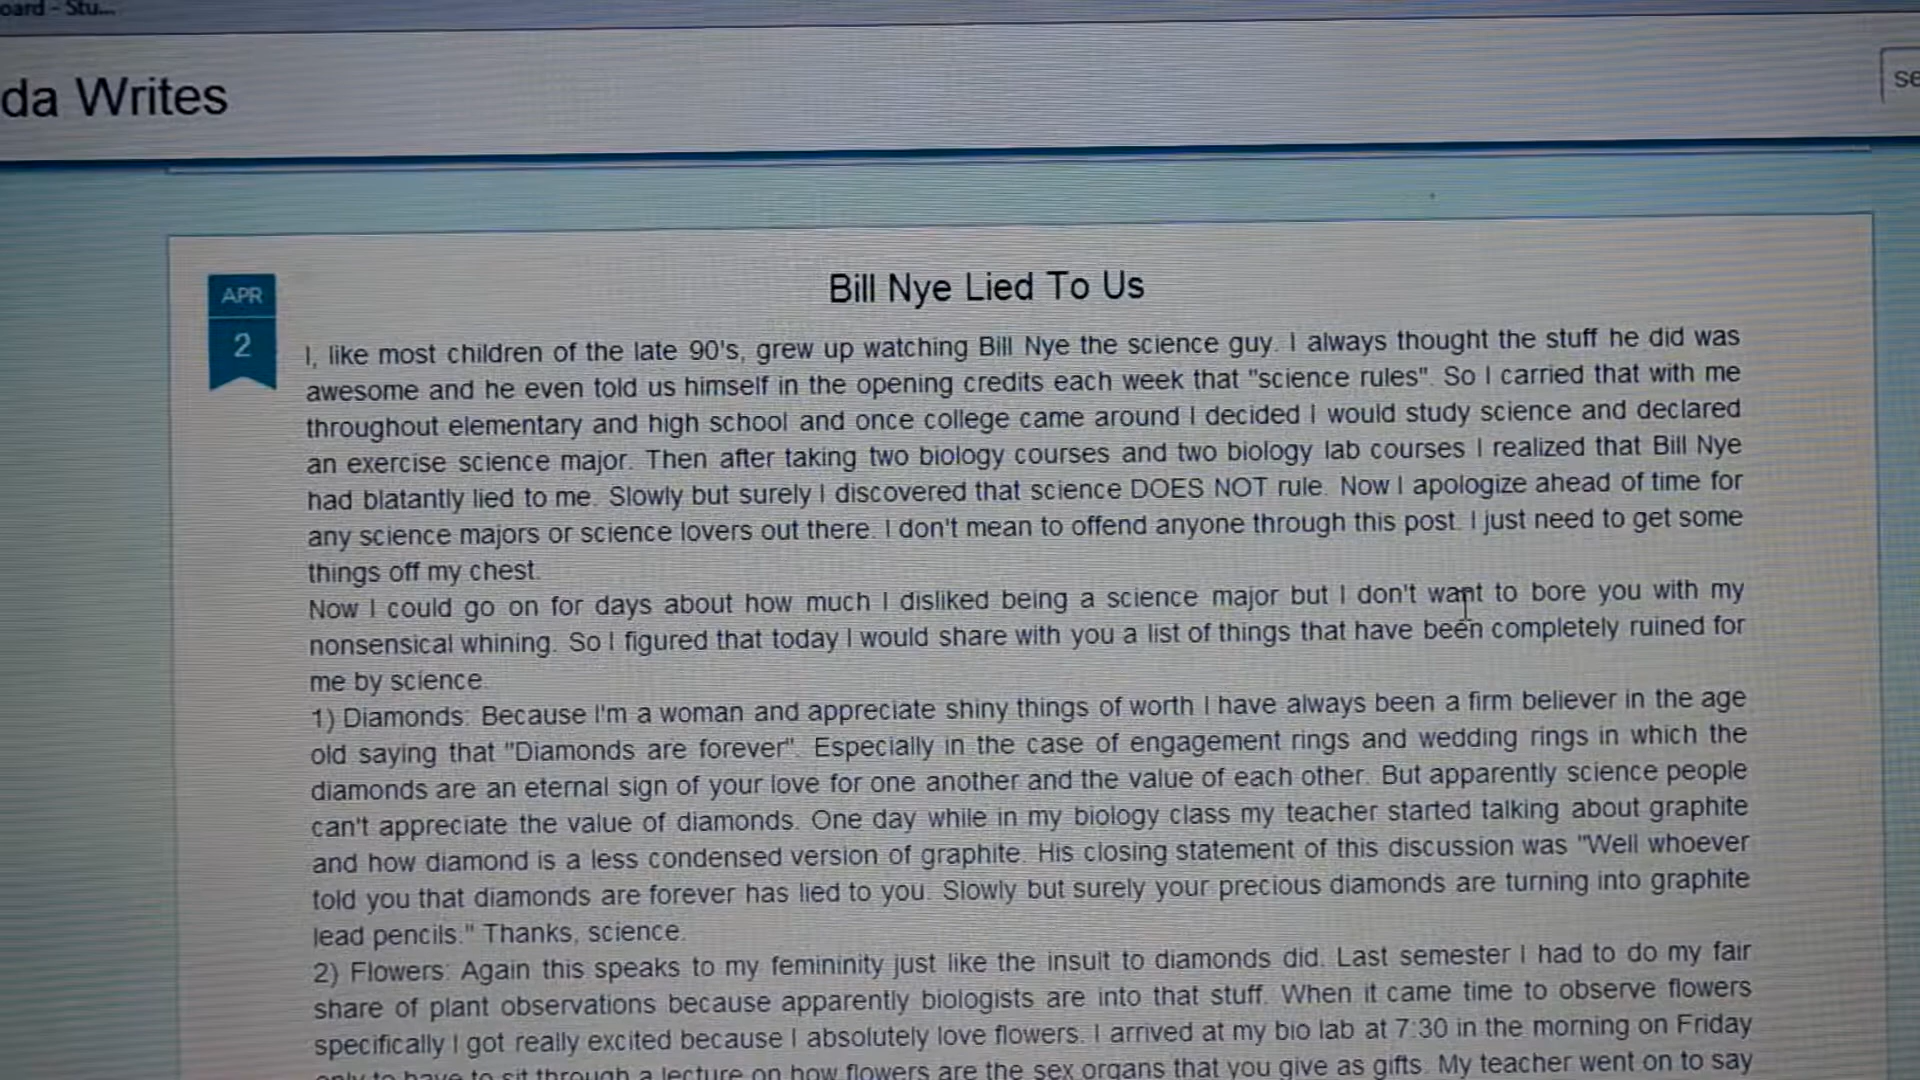 oard - Stu...
da Writes
se
APR
2
Bill Nye Lied To Us
I, like most children of the late 90's, grew up watching Bill Nye the science guy. I always thought the stuff he did was
awesome and he even told us himself in the opening credits each week that "science rules". So I carried that with me
throughout elementary and high school and once college came around I decided I would study science and declared
an exercise science major. Then after taking two biology courses and two biology lab courses I realized that Bill Nye
had blatantly lied to me. Slowly but surely I discovered that science DOES NOT rule. Now I apologize ahead of time for
any science majors or science lovers out there. I don't mean to offend anyone through this post. I just need to get some
things off my chest.
Now I could go on for days about how much I disliked being a science major but I don't want to bore you with my
nonsensical whining. So I figured that today I would share with you a list of things that have been completely ruined for
me by science.
1) Diamonds: Because I'm a woman and appreciate shiny things of worth I have always been a firm believer in the age
old saying that "Diamonds are forever". Especially in the case of engagement rings and wedding rings in which the
diamonds are an eternal sign of your love for one another and the value of each other. But apparently science people
can't appreciate the value of diamonds. One day while in my biology class my teacher started talking about graphite
and how diamond is a less condensed version of graphite. His closing statement of this discussion was "Well whoever
told you that diamonds are forever has lied to you. Slowly but surely your precious diamonds are turning into graphite
lead pencils." Thanks, science.
2) Flowers: Again this speaks to my femininity just like the insult to diamonds did. Last semester I had to do my fair
share of plant observations because apparently biologists are into that stuff. When it came time to observe flowers
specifically I got really excited because I absolutely love flowers. I arrived at my bio lab at 7:30 in the morning on Friday
only to have to sit through a lecture on how flowers are the sex organs that you give as gifts. My teacher went on to say